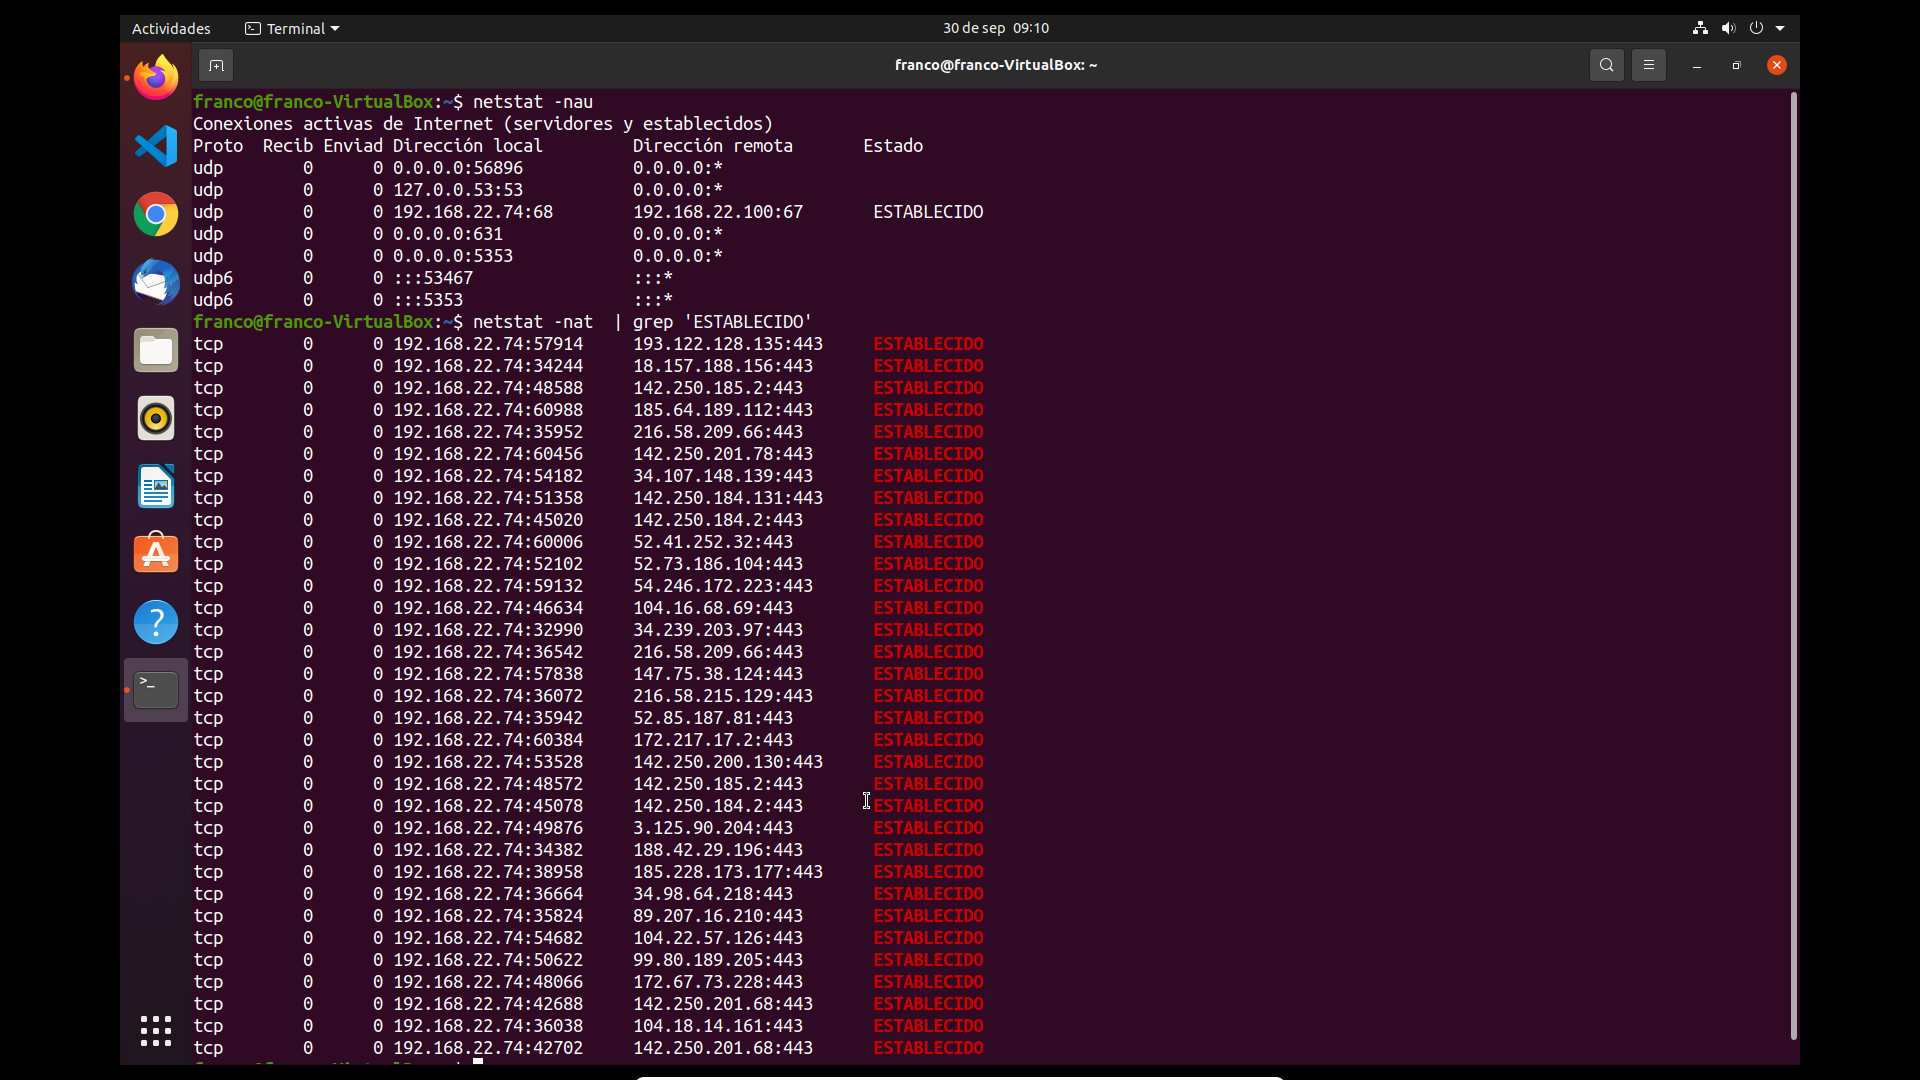 Actividades Terminal 30 de sep 09:10
franco@franco-VirtualBox: ~
franco@franco-VirtualBox:~$ netstat -nau
Conexiones activas de Internet (servidores y establecidos)
Proto Recib Enviad Dirección local Dirección remota Estado
udp 0 0 0.0.0.0:56896 0.0.0.0:*
udp 0 0 127.0.0.53:53 0.0.0.0:*
udp 0 0 192.168.22.74:68 192.168.22.100:67 ESTABLECIDO
udp 0 0 0.0.0.0:631 0.0.0.0:*
udp 0 0 0.0.0.0:5353 0.0.0.0:*
udp6 0 0 :::53467 :::*
udp6 0 0 :::5353 :::*
franco@franco-VirtualBox:~$ netstat -nat | grep 'ESTABLECIDO'
tcp 0 0 192.168.22.74:57914 193.122.128.135:443 ESTABLECIDO
tcp 0 0 192.168.22.74:34244 18.157.188.156:443 ESTABLECIDO
tcp 0 0 192.168.22.74:48588 142.250.185.2:443 ESTABLECIDO
tcp 0 0 192.168.22.74:60988 185.64.189.112:443 ESTABLECIDO
tcp 0 0 192.168.22.74:35952 216.58.209.66:443 ESTABLECIDO
tcp 0 0 192.168.22.74:60456 142.250.201.78:443 ESTABLECIDO
tcp 0 0 192.168.22.74:54182 34.107.148.139:443 ESTABLECIDO
tcp 0 0 192.168.22.74:51358 142.250.184.131:443 ESTABLECIDO
tcp 0 0 192.168.22.74:45020 142.250.184.2:443 ESTABLECIDO
tcp 0 0 192.168.22.74:60006 52.41.252.32:443 ESTABLECIDO
tcp 0 0 192.168.22.74:52102 52.73.186.104:443 ESTABLECIDO
tcp 0 0 192.168.22.74:59132 54.246.172.223:443 ESTABLECIDO
tcp 0 0 192.168.22.74:46634 104.16.68.69:443 ESTABLECIDO
tcp 0 0 192.168.22.74:32990 34.239.203.97:443 ESTABLECIDO
tcp 0 0 192.168.22.74:36542 216.58.209.66:443 ESTABLECIDO
tcp 0 0 192.168.22.74:57838 147.75.38.124:443 ESTABLECIDO
tcp 0 0 192.168.22.74:36072 216.58.215.129:443 ESTABLECIDO
tcp 0 0 192.168.22.74:35942 52.85.187.81:443 ESTABLECIDO
tcp 0 0 192.168.22.74:60384 172.217.17.2:443 ESTABLECIDO
tcp 0 0 192.168.22.74:53528 142.250.200.130:443 ESTABLECIDO
tcp 0 0 192.168.22.74:48572 142.250.185.2:443 ESTABLECIDO
tcp 0 0 192.168.22.74:45078 142.250.184.2:443 ESTABLECIDO
tcp 0 0 192.168.22.74:49876 3.125.90.204:443 ESTABLECIDO
tcp 0 0 192.168.22.74:34382 188.42.29.196:443 ESTABLECIDO
tcp 0 0 192.168.22.74:38958 185.228.173.177:443 ESTABLECIDO
tcp 0 0 192.168.22.74:36664 34.98.64.218:443 ESTABLECIDO
tcp 0 0 192.168.22.74:35824 89.207.16.210:443 ESTABLECIDO
tcp 0 0 192.168.22.74:54682 104.22.57.126:443 ESTABLECIDO
tcp 0 0 192.168.22.74:50622 99.80.189.205:443 ESTABLECIDO
tcp 0 0 192.168.22.74:48066 172.67.73.228:443 ESTABLECIDO
tcp 0 0 192.168.22.74:42688 142.250.201.68:443 ESTABLECIDO
tcp 0 0 192.168.22.74:36038 104.18.14.161:443 ESTABLECIDO
tcp 0 0 192.168.22.74:42702 142.250.201.68:443 ESTABLECIDO